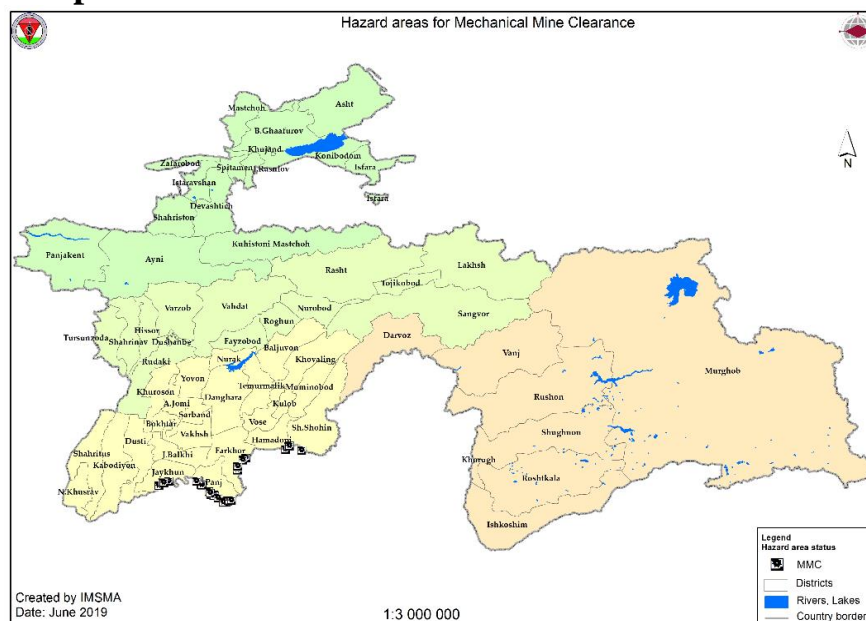 Hazard areas for Mechanical Mine Clearance
Asht
Mastchoh
B.Ghaafurov
Khujand
Konibodom
Zafarobod
Spitamen
J.Rasulov
Isfara
Istaravshan
Isfara
Devashtich
Shahriston
Kuhistoni Mastchoh
Panjakent
Ayni
Lakhsh
Rasht
Tojikobod
Vahdat
Varzob
Nurobod
Sangvor
Hissor
Roghun
Tursunzoda
Shahrinav
Dushanbe
Fayzobod
Darvoz
Baljuvon
Rudaki
Nurak
Khovaling
Vanj
Murghob
Yovon
Temurmalik
Muminobod
Khuroson
Danghara
Rushon
A.Jomi
Kulob
Sarband
Vose
Bokhtar
Sh.Shohin
Vakhsh
Hamadoni
Shughnon
Dusti
Farkhor
Shahritus
J.Balkhi
Khorugh
Kabodiyon
Jaykhun
Panj
Roshtkala
N.Khusrav
Ishkoshim
N
Legend
Hazard area status
MMC
Districts
Rivers, Lakes
Country border
Created by IMSMA
Date: June 2019
1:3 000 000